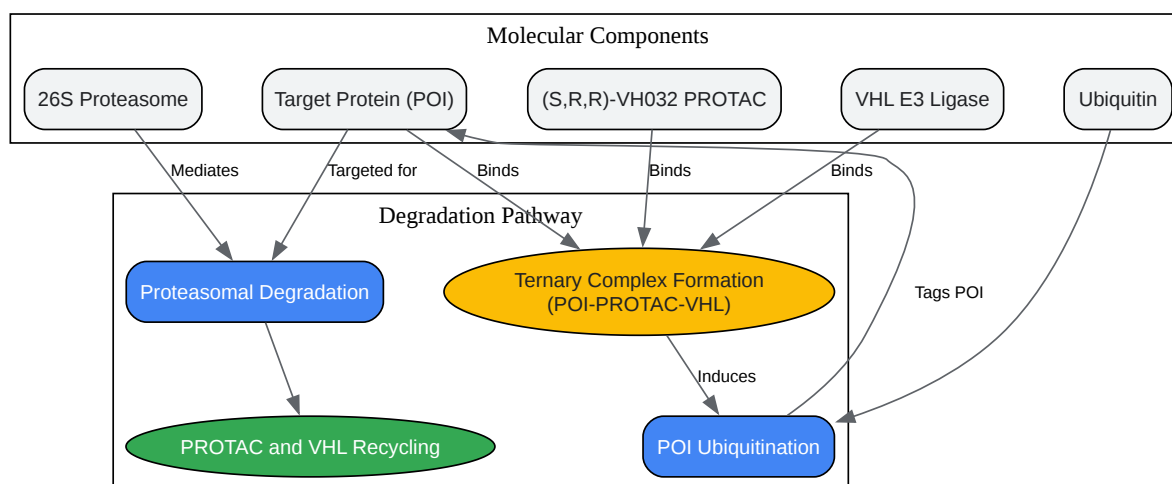 Molecular Components
26S Proteasome
Target Protein (POI)
(S,R,R)-VH032 PROTAC
VHL E3 Ligase
Ubiquitin
Mediates
Targeted for
Binds
Binds
Binds
Degradation Pathway
Proteasomal Degradation
Ternary Complex Formation
(POI-PROTAC-VHL)
Tags POI
Induces
PROTAC and VHL Recycling
POI Ubiquitination